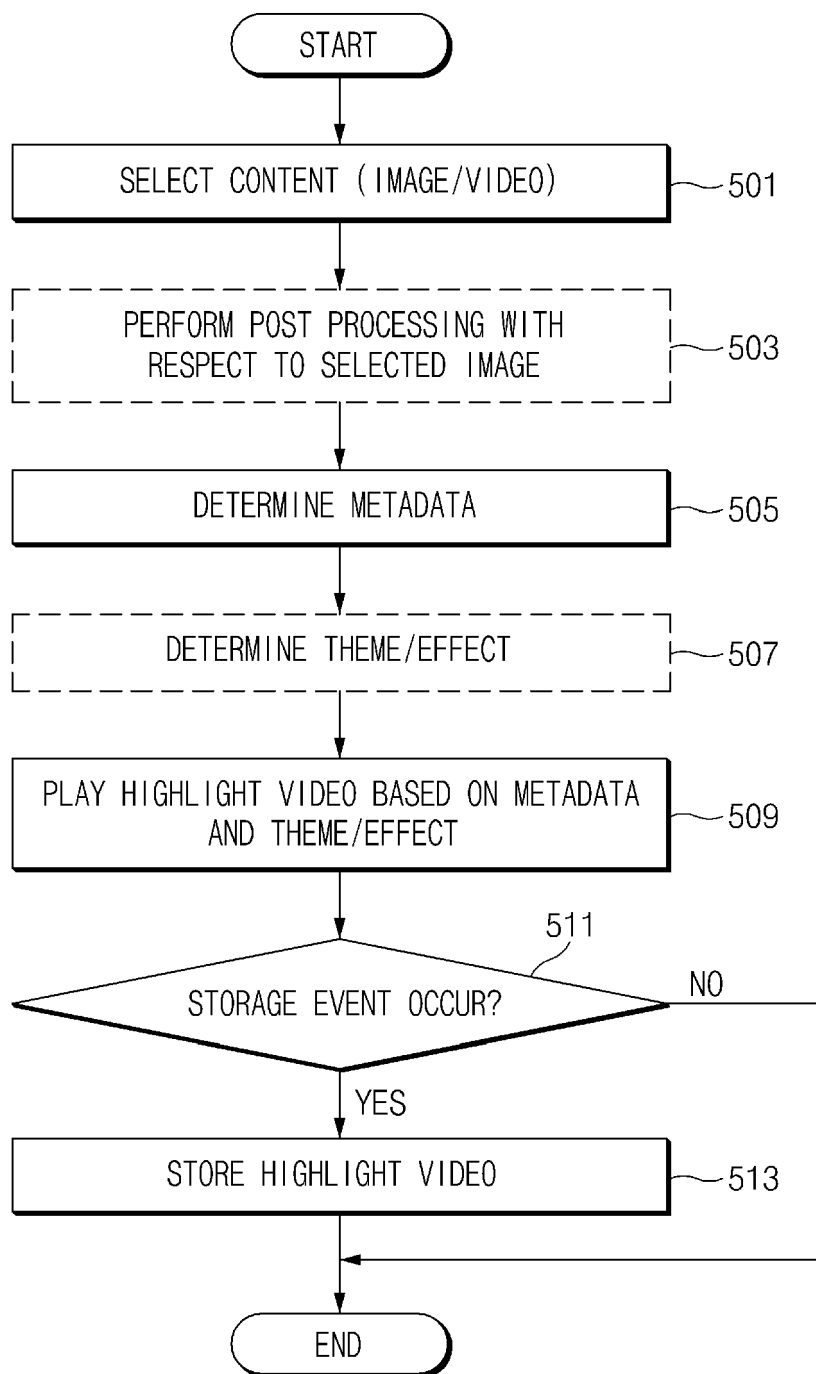 START
SELECT CONTENT (IMAGE/VIDEO)
501
PERFORM POST PROCESSING WITH
RESPECT TO SELECTED IMAGE
503
DETERMINE METADATA
505
DETERMINE THEME/EFFECT
507
PLAY HIGHLIGHT VIDEO BASED ON METADATA
AND THEME/EFFECT
509
511
STORAGE EVENT OCCUR?
NO
YES
STORE HIGHLIGHT VIDEO
513
END